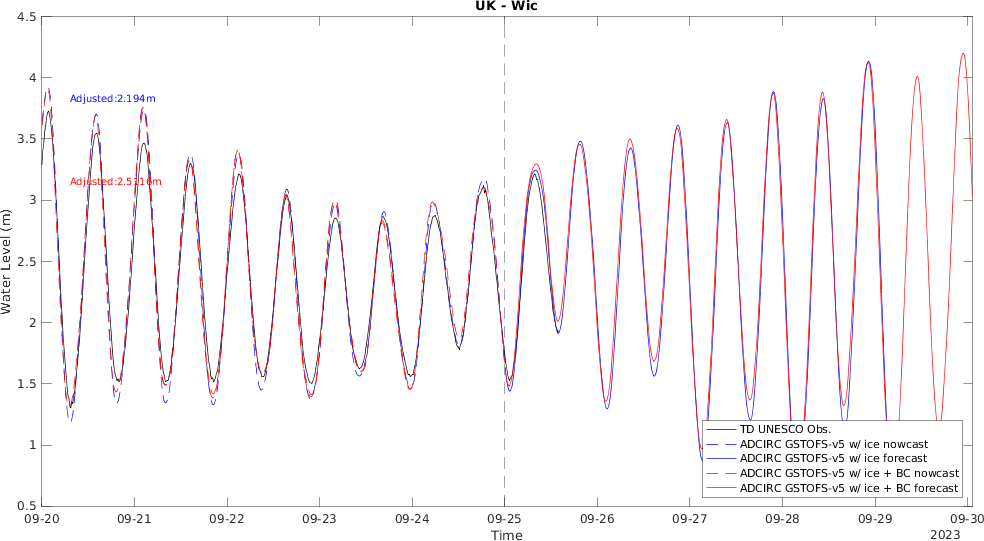 UK - Wic
4.5
4
3.5
3
2.5
2
1.5
1
0.5
Water Level (m)
Adjusted:2.194m
Adjusted:2.5116m
TD UNESCO Obs.
ADCIRC GSTOFS-v5 w/ ice nowcast
ADCIRC GSTOFS-v5 w/ ice forecast
ADCIRC GSTOFS-v5 w/ ice + BC nowcast
ADCIRC GSTOFS-v5 w/ ice + BC forecast
09-20 09-21 09-22 09-23 09-24 09-25 09-26 09-27 09-28 09-29 09-30
Time
2023